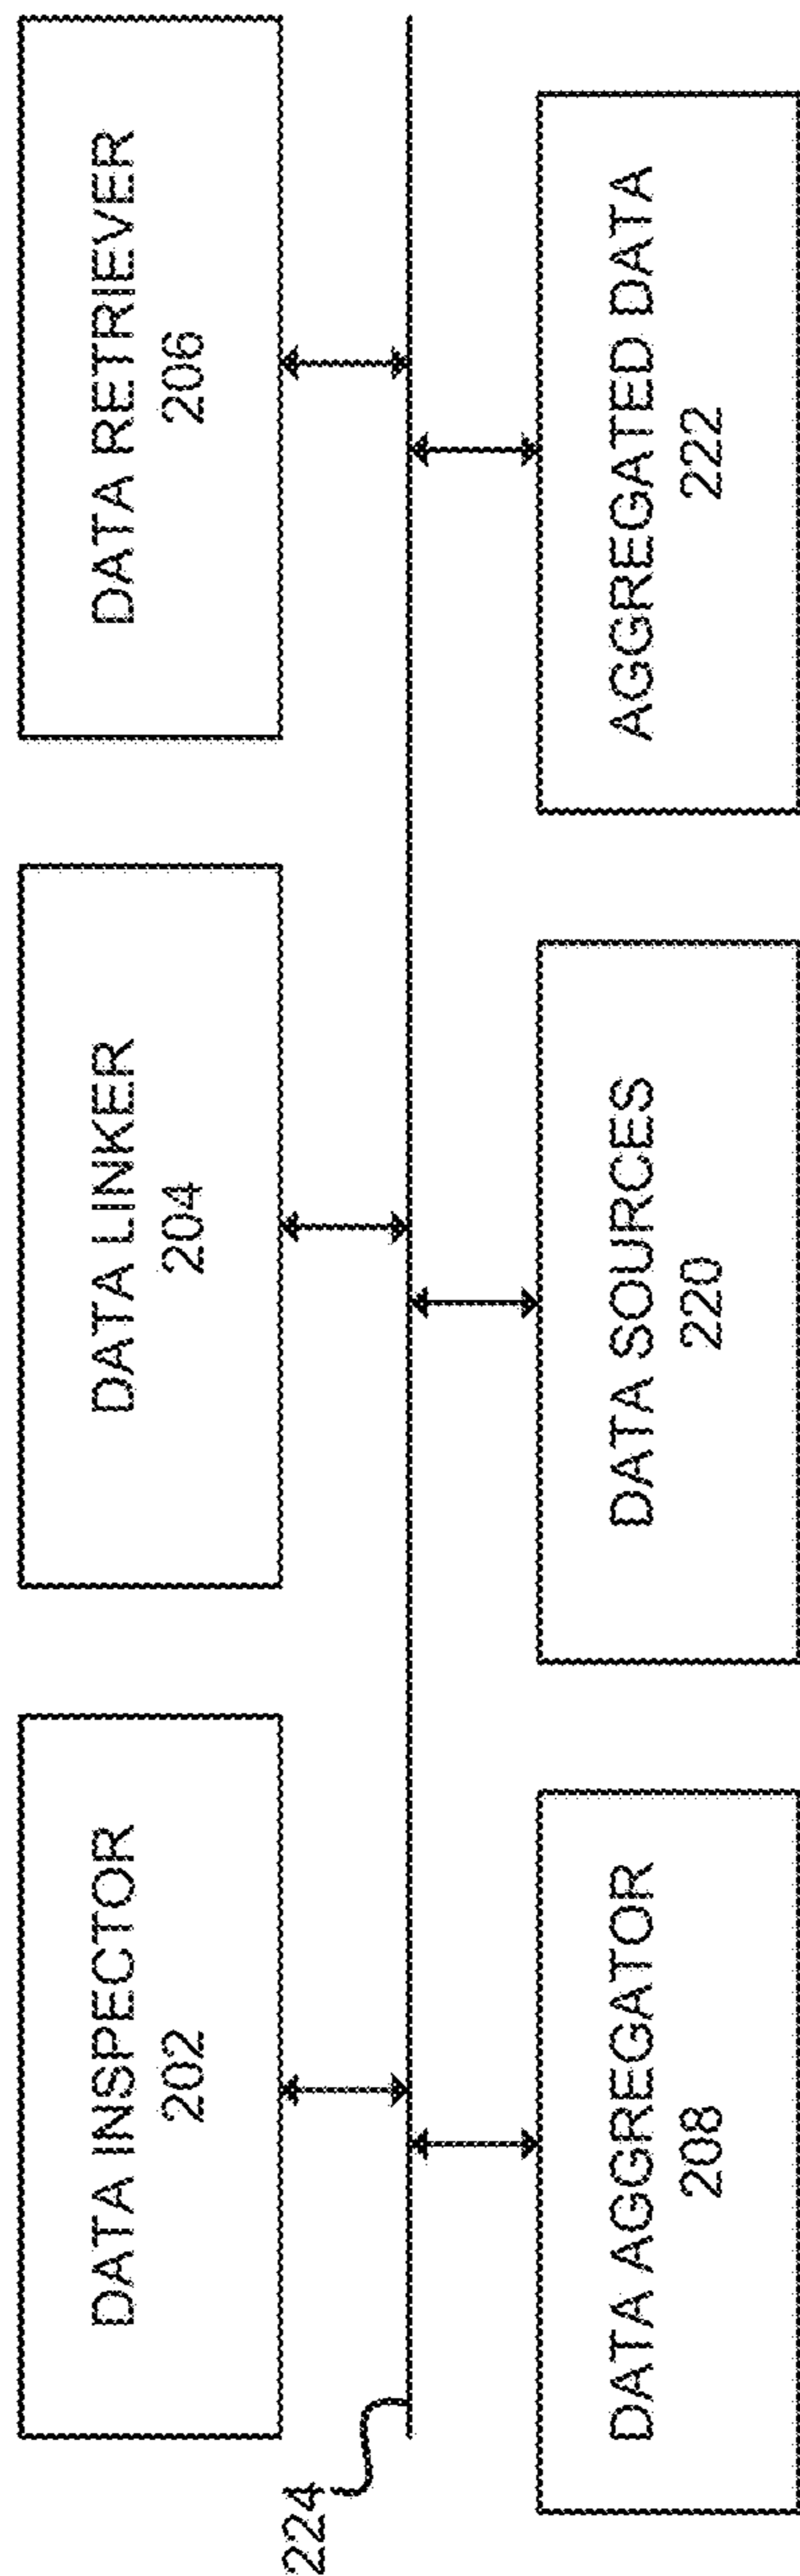 DATA INSPECTOR
202
DATA LINKER
204
DATA RETRIEVER
206
224
DATA AGGREGATOR
208
DATA SOURCES
220
AGGREGATED DATA
222